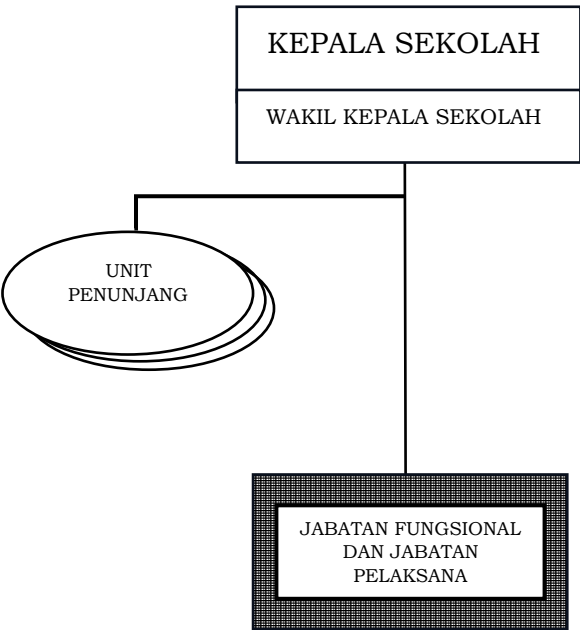 KEPALA SEKOLAH
WAKIL KEPALA SEKOLAH
UNIT
PENUNJANG
JABATAN FUNGSIONAL
DAN JABATAN
PELAKSANA